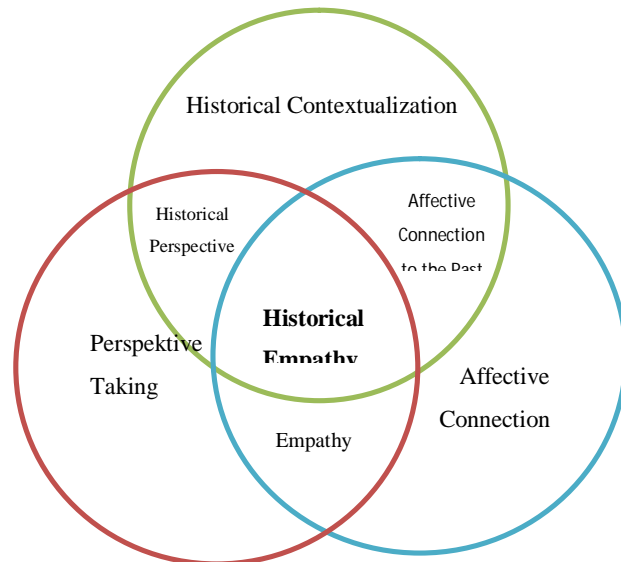 Historical Contextualization
Historical
Perspective
Affective
Connection
to the Past
Historical
Empathy
Perspektive
Taking
Affective
Connection
Empathy